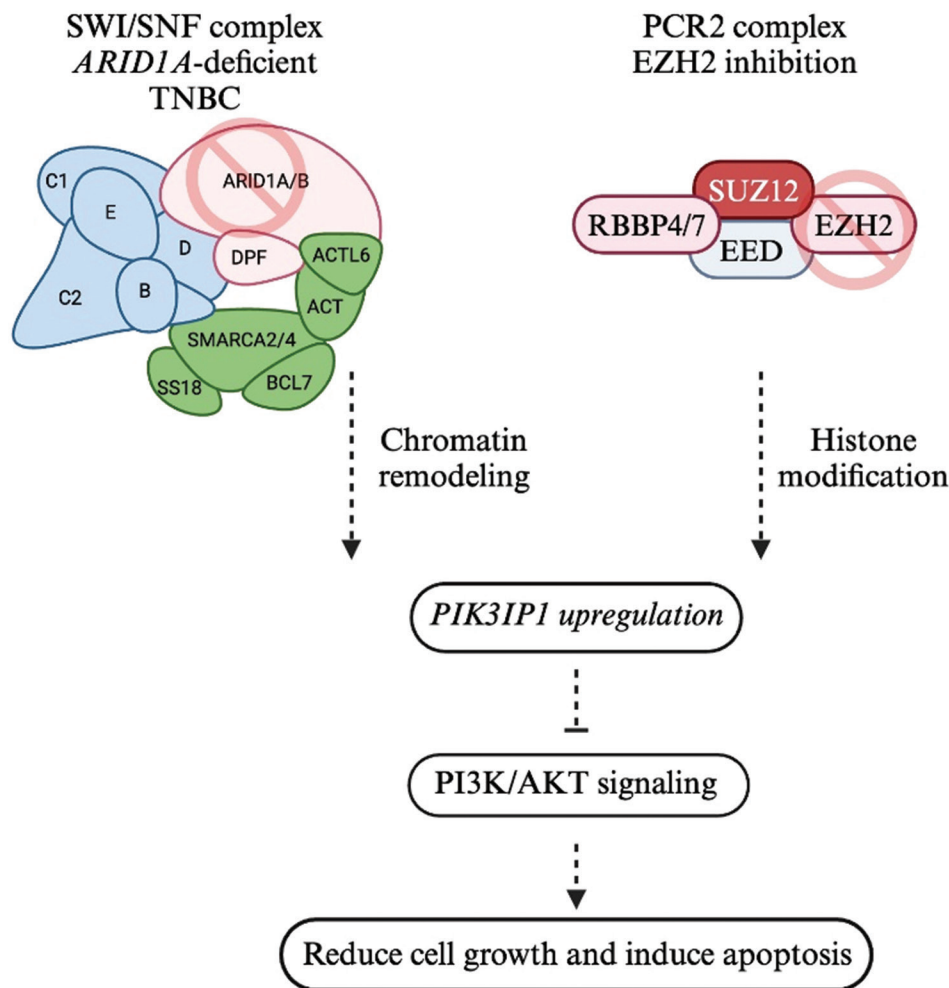 SWI/SNF complex
ARID1A-deficient
TNBC
PCR2 complex
EZH2 inhibition
C1
E
D
C2
B
ARID1A/B
DPF
ACTL6
ACT
SMARCA2/4
SS18
BCL7
RBBP4/7
SUZ12
EED
EZH2
Chromatin
remodeling
Histone
modification
PIK3IP1 upregulation
PI3K/AKT signaling
Reduce cell growth and induce apoptosis